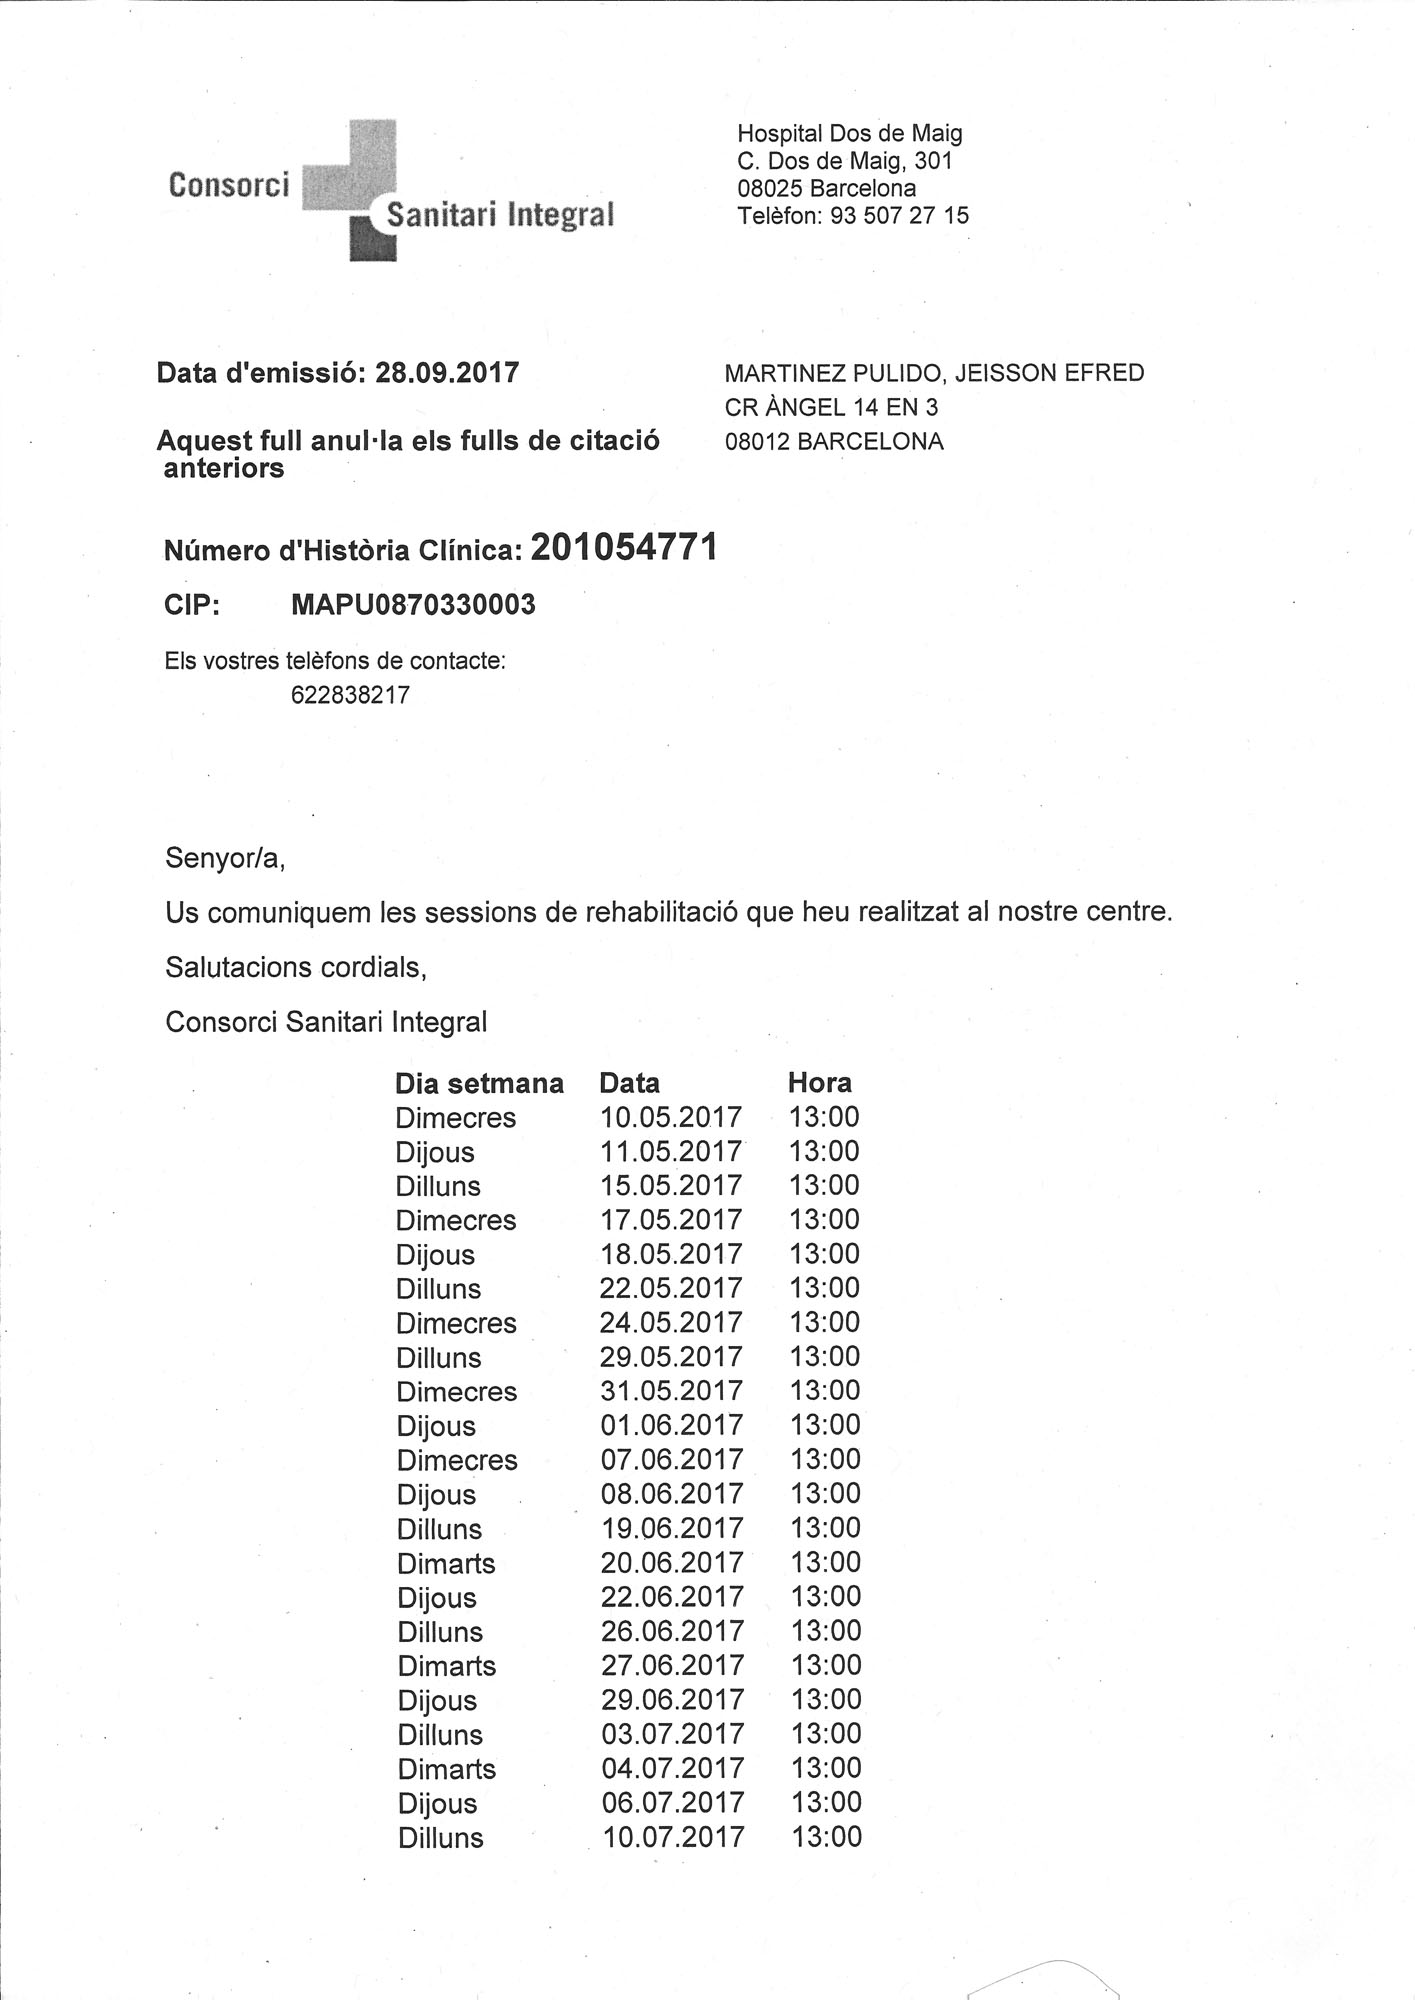 Consorci
Sanitari Integral
Hospital Dos de Maig
C. Dos de Maig, 301
08025 Barcelona
Telèfon: 93 507 27 15
Data d'emissió: 28.09.2017
Aquest full anul·la els fulls de citació
anteriors
MARTINEZ PULIDO, JEISSON EFRED
CR ÀNGEL 14 EN 3
08012 BARCELONA
Número d'Història Clínica: 201054771
CIP: MAPU0870330003
Els vostres telèfons de contacte:
622838217
Senyor/a,
Us comuniquem les sessions de rehabilitació que heu realitzat al nostre centre.
Salutacions cordials,
Consorci Sanitari Integral
Dia setmana Data Hora
Dimecres 10.05.2017 13:00
Dijous 11.05.2017 13:00
Dilluns 15.05.2017 13:00
Dimecres 17.05.2017 13:00
Dijous 18.05.2017 13:00
Dilluns 22.05.2017 13:00
Dimecres 24.05.2017 13:00
Dilluns 29.05.2017 13:00
Dimecres 31.05.2017 13:00
Dijous 01.06.2017 13:00
Dimecres 07.06.2017 13:00
Dijous 08.06.2017 13:00
Dilluns 19.06.2017 13:00
Dimarts 20.06.2017 13:00
Dijous 22.06.2017 13:00
Dilluns 26.06.2017 13:00
Dimarts 27.06.2017 13:00
Dijous 29.06.2017 13:00
Dilluns 03.07.2017 13:00
Dimarts 04.07.2017 13:00
Dijous 06.07.2017 13:00
Dilluns 10.07.2017 13:00